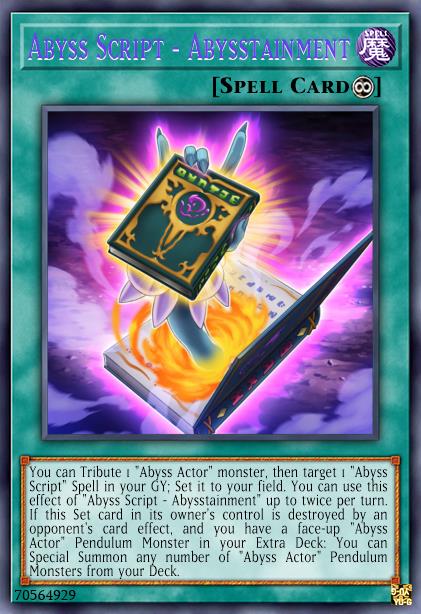 Abyss Script - Abysstainment
SPELL
魔
[Spell Card]
You can Tribute 1 "Abyss Actor" monster, then target 1 "Abyss
Script" Spell in your GY; Set it to your field. You can use this
effect of "Abyss Script - Abysstainment" up to twice per turn.
If this Set card in its owner's control is destroyed by an
opponent's card effect, and you have a face-up "Abyss
Actor" Pendulum Monster in your Extra Deck: You can
Special Summon any number of "Abyss Actor" Pendulum
Monsters from your Deck.
70564929